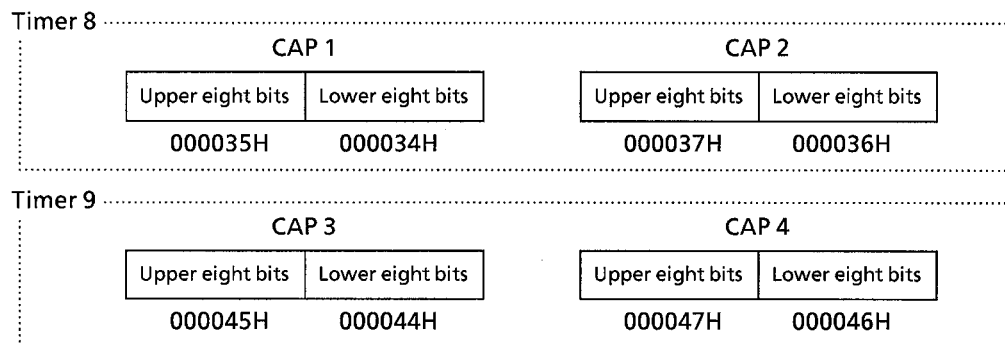 Timer 8
CAP 1 CAP 2
Upper eight bits Lower eight bits Upper eight bits Lower eight bits
000035H 000034H 000037H 000036H
Timer 9
CAP 3 CAP 4
Upper eight bits Lower eight bits Upper eight bits Lower eight bits
000045H 000044H 000047H 000046H